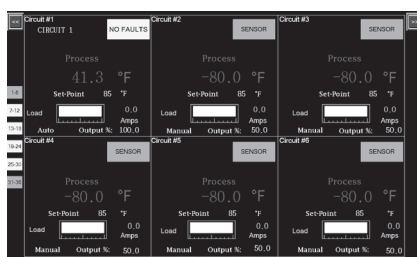 <<
>>
Circuit #1
CIRCUIT 1
NO FAULTS
Process
41.3 °F
Set-Point 85 °F
Load
0.0
Amps
Auto Output %: 100.0
Circuit #2
SENSOR
Process
-80.0 °F
Set-Point 85 °F
Load
0.0
Amps
Manual Output %: 50.0
Circuit #3
SENSOR
Process
-80.0 °F
Set-Point 85 °F
Load
0.0
Amps
Manual Output %: 50.0
1-6
7-12
13-18
19-24
25-30
31-36
Circuit #4
SENSOR
Process
-80.0 °F
Set-Point 85 °F
Load
0.0
Amps
Manual Output %: 50.0
Circuit #5
SENSOR
Process
-80.0 °F
Set-Point 85 °F
Load
0.0
Amps
Manual Output %: 50.0
Circuit #6
SENSOR
Process
-80.0 °F
Set-Point 85 °F
Load
0.0
Amps
Manual Output %: 50.0